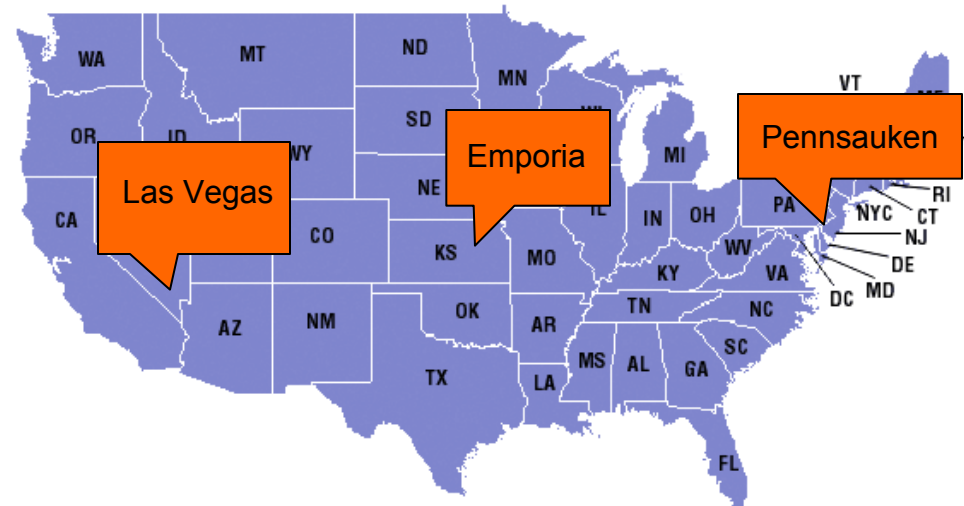 WA
MT
ND
MN
VT
OR
ID
SD
WI
ME
WY
MI
Pennsauken
Las Vegas
Emporia
RI
CA
NE
IL
IN
OH
PA
NYC
CT
NJ
CO
KS
MO
WV
DE
KY
VA
MD
DC
AZ
NM
OK
TN
NC
AR
SC
TX
MS
AL
GA
LA
FL